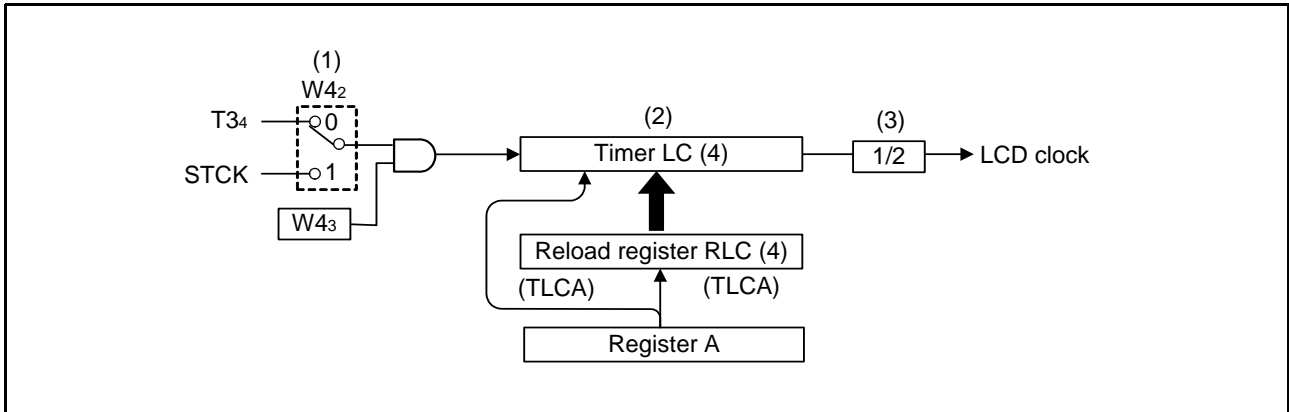 (1)
W42
T34
0
STCK
1
W43
(2)
Timer LC (4)
(3)
1/2
LCD clock
Reload register RLC (4)
(TLCA)
(TLCA)
Register A